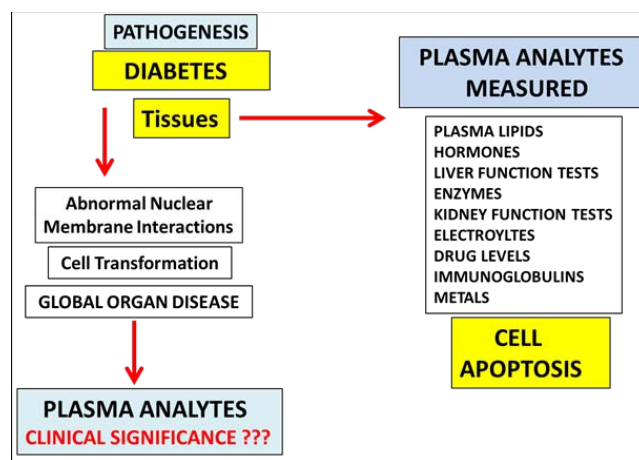 PATHOGENESIS
DIABETES
Tissues
Abnormal Nuclear
Membrane Interactions
Cell Transformation
GLOBAL ORGAN DISEASE
PLASMA ANALYTES
CLINICAL SIGNIFICANCE ???
PLASMA ANALYTES
MEASURED
PLASMA LIPIDS
HORMONES
LIVER FUNCTION TESTS
ENZYMES
KIDNEY FUNCTION TESTS
ELECTROYLTES
DRUG LEVELS
IMMUNOGLOBULINS
METALS
CELL
APOPTOSIS